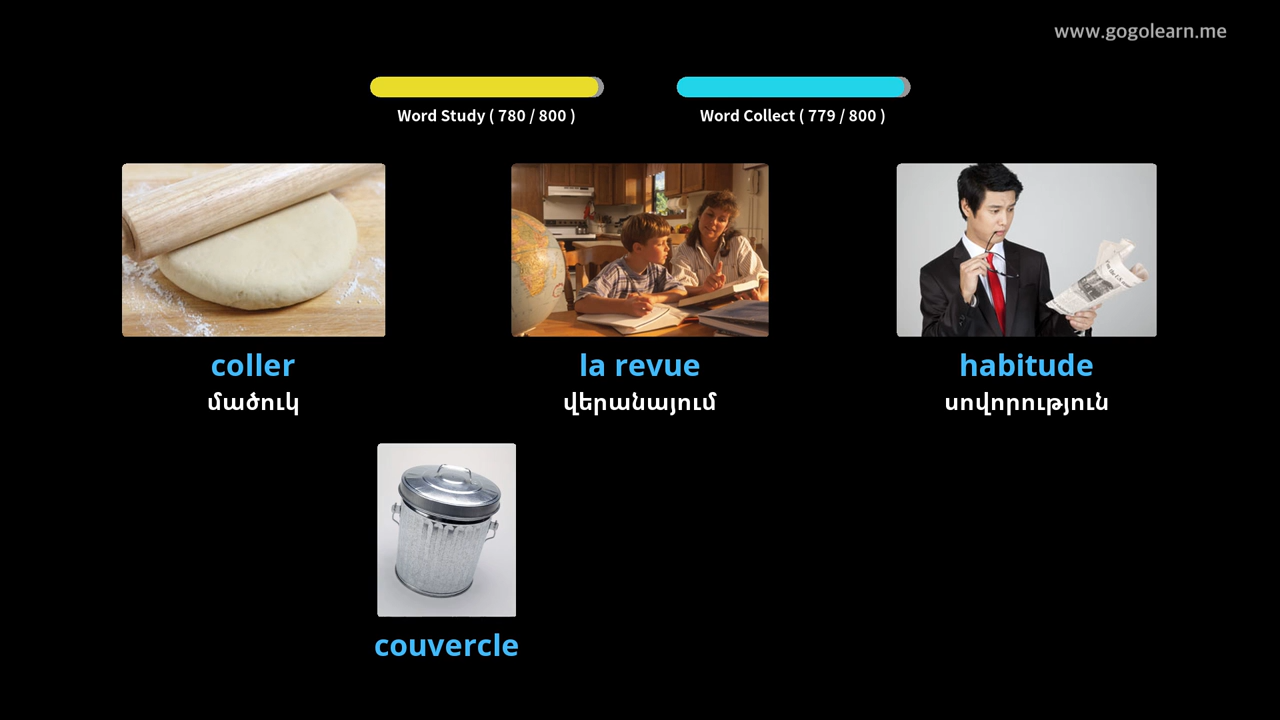 www.gogolearn.me
Word Study ( 780 / 800 )
Word Collect ( 779 / 800 )
coller
մածուկ
la revue
վերանայում
habitude
սովորություն
couvercle